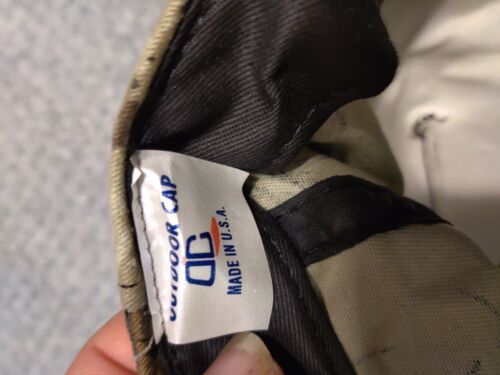 OUTDOOR CAP
OC
MADE IN U.S.A.